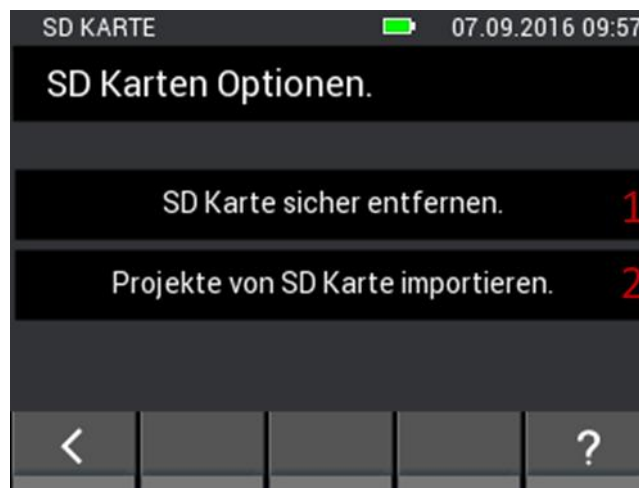 SD KARTE 07.09.2016 09:57
SD Karten Optionen.
SD Karte sicher entfernen. 1
Projekte von SD Karte importieren. 2
< ?